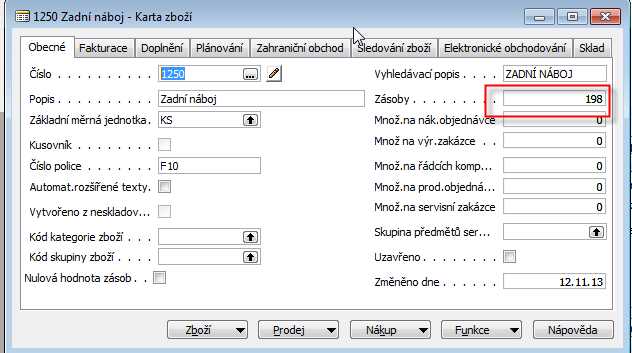 1250 Zadní náboj - Karta zboží
Obecné Fakturace Doplnění Plánování Zahraniční obchod Sledování zboží Elektronické obchodování Sklad
Číslo . . . . . . . . . . . 1250 ... Vyhledávací popis . . . . ZADNÍ NÁBOJ
Popis . . . . . . . . . . . Zadní náboj Zásoby . . . . . . . . . 198
Základní měrná jednotka. KS Množ.na nák.objednávce 0
Kusovník . . . . . . . . . Množ na výr.zakázce . . 0
Číslo police . . . . . . . F10 Množ.na řádcích komp... 0
Automat.rozšířené texty. Množ.na prod.objedná... 0
Vytvořeno z neskladov... Množ.na servisní zakázce 0
Kód kategorie zboží . . . Skupina předmětů ser...
Kód skupiny zboží . . . . Uzavřeno . . . . . . . .
Nulová hodnota zásob . . Změněno dne . . . . . . 12.11.13
Zboží Prodej Nákup Funkce Nápověda